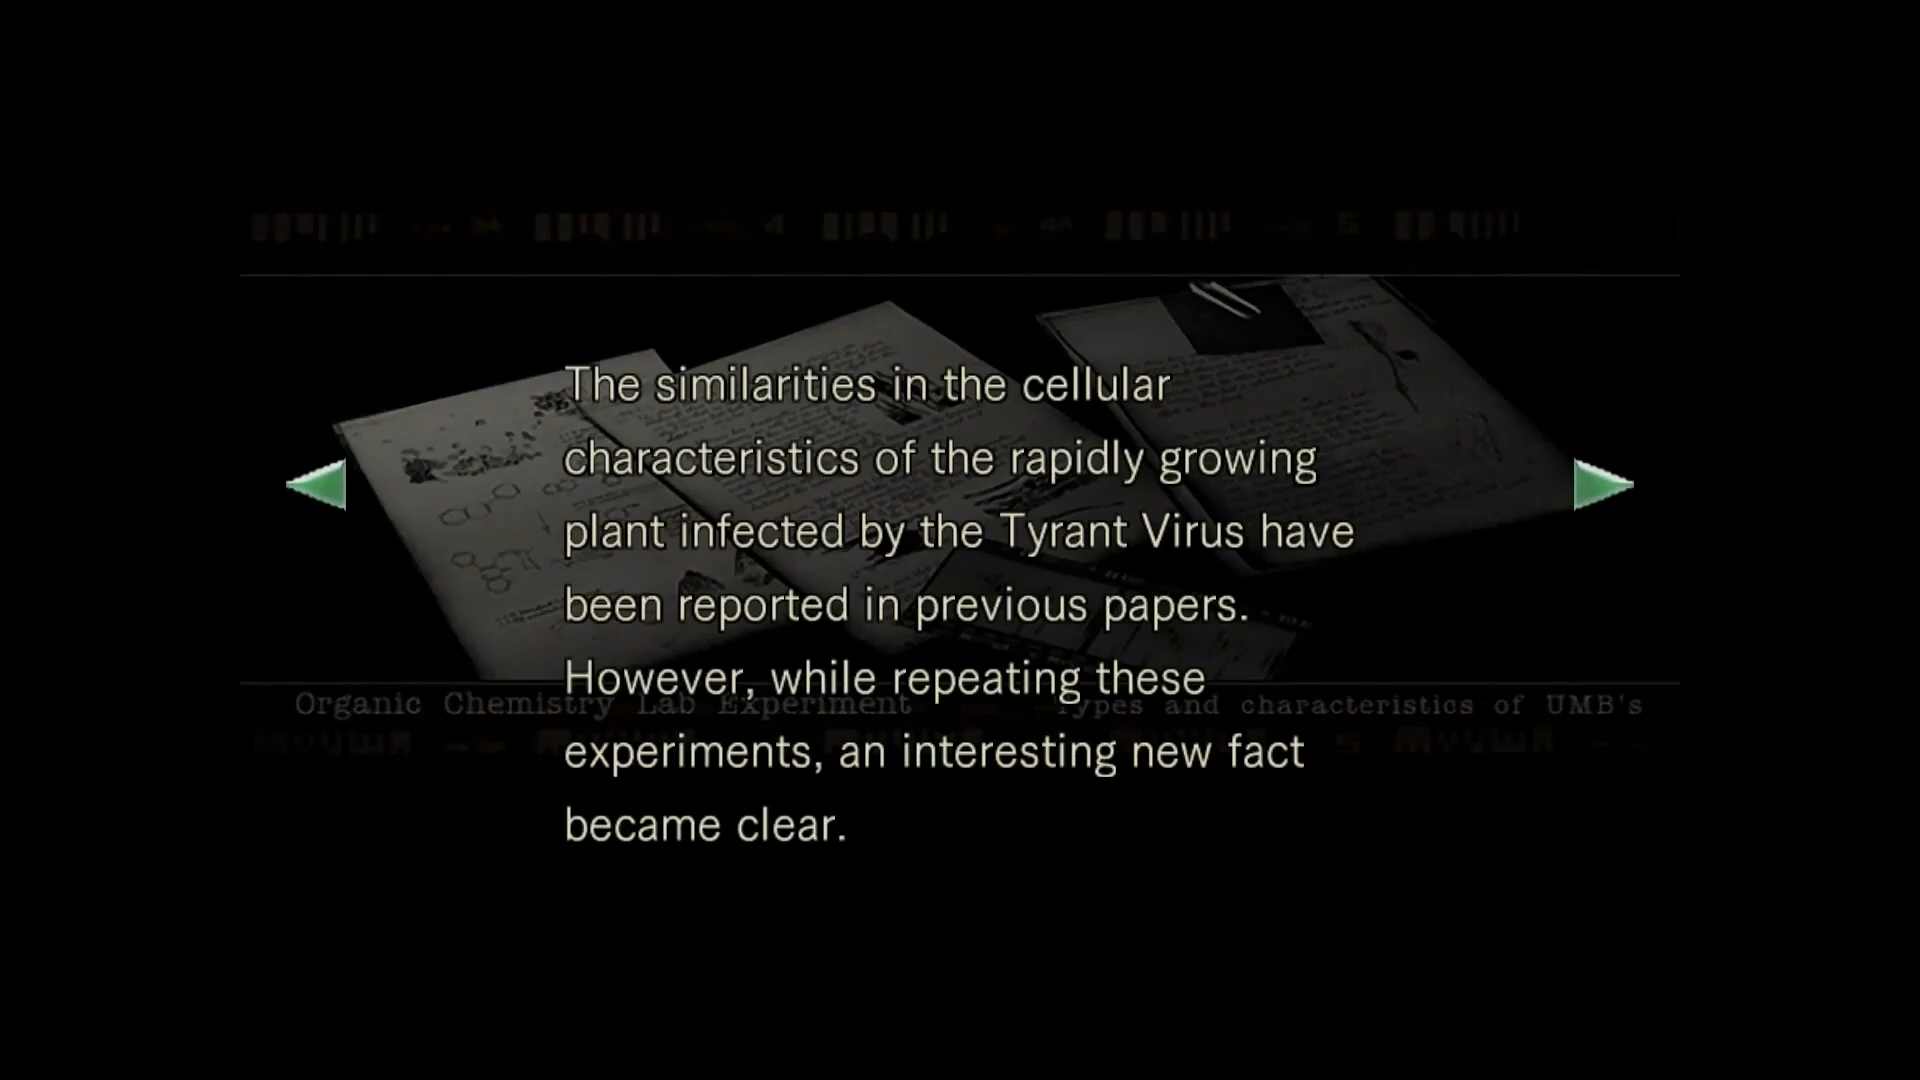 The similarities in the cellular
characteristics of the rapidly growing
plant infected by the Tyrant Virus have
been reported in previous papers.
However, while repeating these
Organic Chemistry Lab Experiment
Types and characteristics of UMB's
experiments, an interesting new fact
became clear.